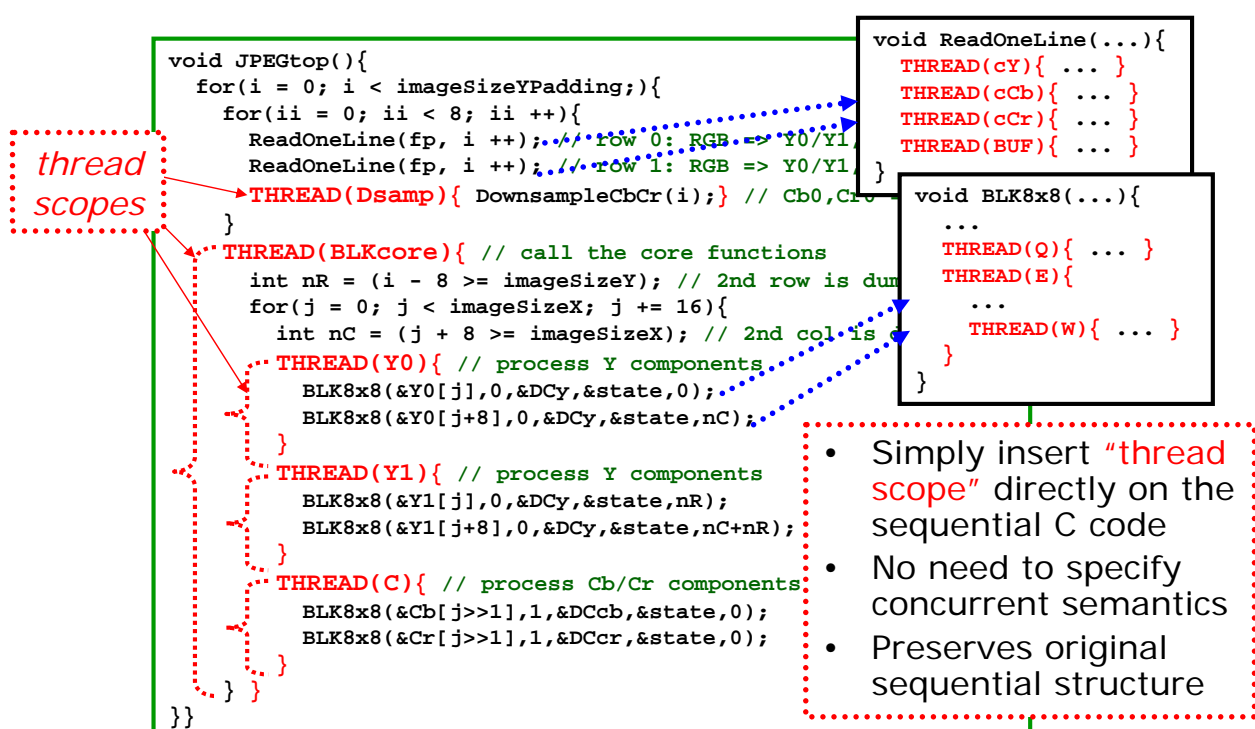 void JPEGtop(){
for(i = 0; i < imageSizeYPadding;){
for(ii = 0; ii < 8; ii ++){
ReadOneLine(fp, i ++); // row 0: RGB => Y0/Y1,
ReadOneLine(fp, i ++); // row 1: RGB => Y0/Y1,
THREAD(Dsamp){ DownsampleCbCr(i);} // Cb0,Cr0
}
THREAD(BLKcore){ // call the core functions
int nR = (i - 8 >= imageSizeY); // 2nd row is dum
for(j = 0; j < imageSizeX; j += 16){
int nC = (j + 8 >= imageSizeX); // 2nd col is
THREAD(Y0){ // process Y components
BLK8x8(&Y0[j],0,&DCy,&state,0);
BLK8x8(&Y0[j+8],0,&DCy,&state,nC);
}
THREAD(Y1){ // process Y components
BLK8x8(&Y1[j],0,&DCy,&state,nR);
BLK8x8(&Y1[j+8],0,&DCy,&state,nC+nR);
}
THREAD(C){ // process Cb/Cr components
BLK8x8(&Cb[j>>1],1,&DCcb,&state,0);
BLK8x8(&Cr[j>>1],1,&DCcr,&state,0);
}
} }
}}
thread
scopes
void ReadOneLine(...){
THREAD(cY){ ... }
THREAD(cCb){ ... }
THREAD(cCr){ ... }
THREAD(BUF){ ... }
}
void BLK8x8(...){
...
THREAD(Q){ ... }
THREAD(E){
...
THREAD(W){ ... }
}
}
• Simply insert "thread
scope" directly on the
sequential C code
• No need to specify
concurrent semantics
• Preserves original
sequential structure